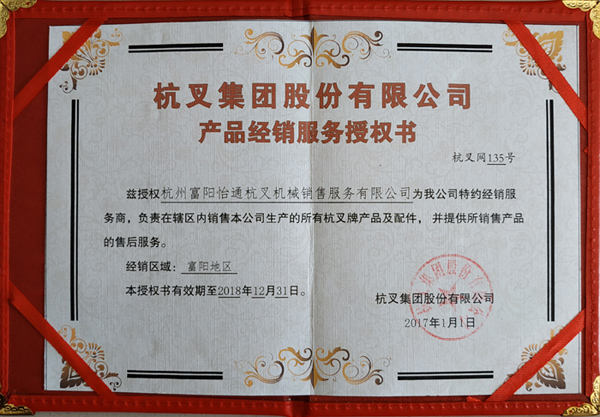 杭叉集团股份有限公司
产品经销服务授权书
杭叉网135号
兹授权杭州富阳怡通杭叉机械销售服务有限公司为我公司特约经销服
务商，负责在辖区内销售本公司生产的所有杭叉牌产品及配件，并提供所销售产品
的售后服务。
经销区域：富阳地区
本授权书有效期至2018年12月31日。
杭叉集团股份有限公司
2017年1月1日